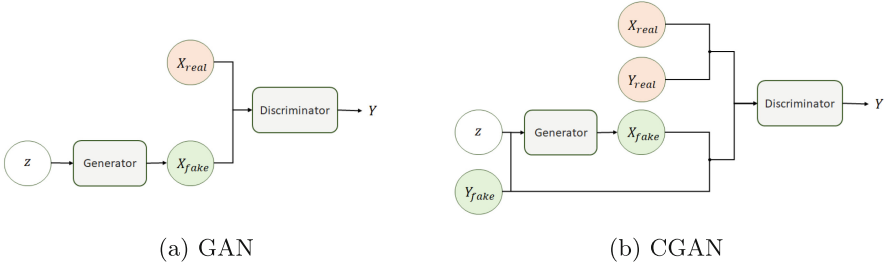 X_real
Discriminator
Y
z
Generator
X_fake
(a) GAN
X_real
Y_real
Discriminator
Y
z
Generator
X_fake
Y_fake
(b) CGAN